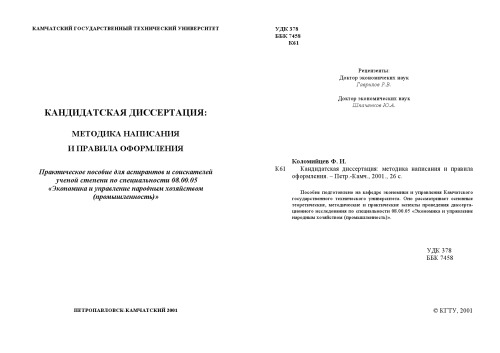 КАМЧАТСКИЙ ГОСУДАРСТВЕННЫЙ ТЕХНИЧЕСКИЙ УНИВЕРСИТЕТ
КАНДИДАТСКАЯ ДИССЕРТАЦИЯ:
МЕТОДИКА НАПИСАНИЯ
И ПРАВИЛА ОФОРМЛЕНИЯ
Практическое пособие для аспирантов и соискателей
ученой степени по специальности 08.00.05
«Экономика и управление народным хозяйством
(промышленность)»
ПЕТРОПАВЛОВСК-КАМЧАТСКИЙ 2001
УДК 378
ББК 7458
К61
Рецензенты:
Доктор экономических наук
Гаврилов Р.В.
Доктор экономических наук
Ю.А.
Коломийцев Ф. И.
К61 Кандидатская диссертация: методика написания и правила
оформления. – Петр.-Камч., 2001., 26 с.
Пособие подготовлено на кафедре экономики и управления Камчатского
государственного технического университета. Оно рассматривает основные
теоретические, методические и практические аспекты проведения диссерта-
ционного исследования по специальности 08.00.05 «Экономика и управление
народным хозяйством (промышленность)».
УДК 378
ББК 7458
© КГТУ, 2001